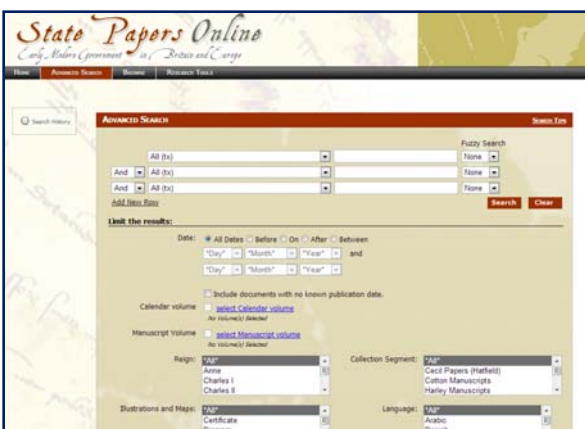 State Papers Online
Early Modern Government in Britain and Europe
Home Advanced Search Browse Research Tools
Search History
Advanced Search Search Tips
Fuzzy Search
All (tx) None
And All (tx) None
And All (tx) None
Add New Row Search Clear
Limit the results:
Date: All Dates Before On After Between
*Day* *Month* *Year* and
*Day* *Month* *Year*
Include documents with no known publication date.
Calendar volume select Calendar volume
No Volume(s) Selected
Manuscript Volume select Manuscript volume
No Volume(s) Selected
Reign: *All* Collection Segment: *All*
Anne Cecil Papers (Hatfield)
Charles I Cotton Manuscripts
Charles II Harley Manuscripts
Illustrations and Maps: *All* Language: *All*
Certificate Arabic